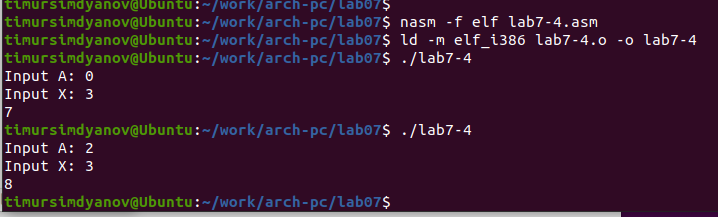 timursimdyanov@Ubuntu:~/work/arch-pc/lab07$
timursimdyanov@Ubuntu:~/work/arch-pc/lab07$ nasm -f elf lab7-4.asm
timursimdyanov@Ubuntu:~/work/arch-pc/lab07$ ld -m elf_i386 lab7-4.o -o lab7-4
timursimdyanov@Ubuntu:~/work/arch-pc/lab07$ ./lab7-4
Input A: 0
Input X: 3
7
timursimdyanov@Ubuntu:~/work/arch-pc/lab07$ ./lab7-4
Input A: 2
Input X: 3
8
timursimdyanov@Ubuntu:~/work/arch-pc/lab07$